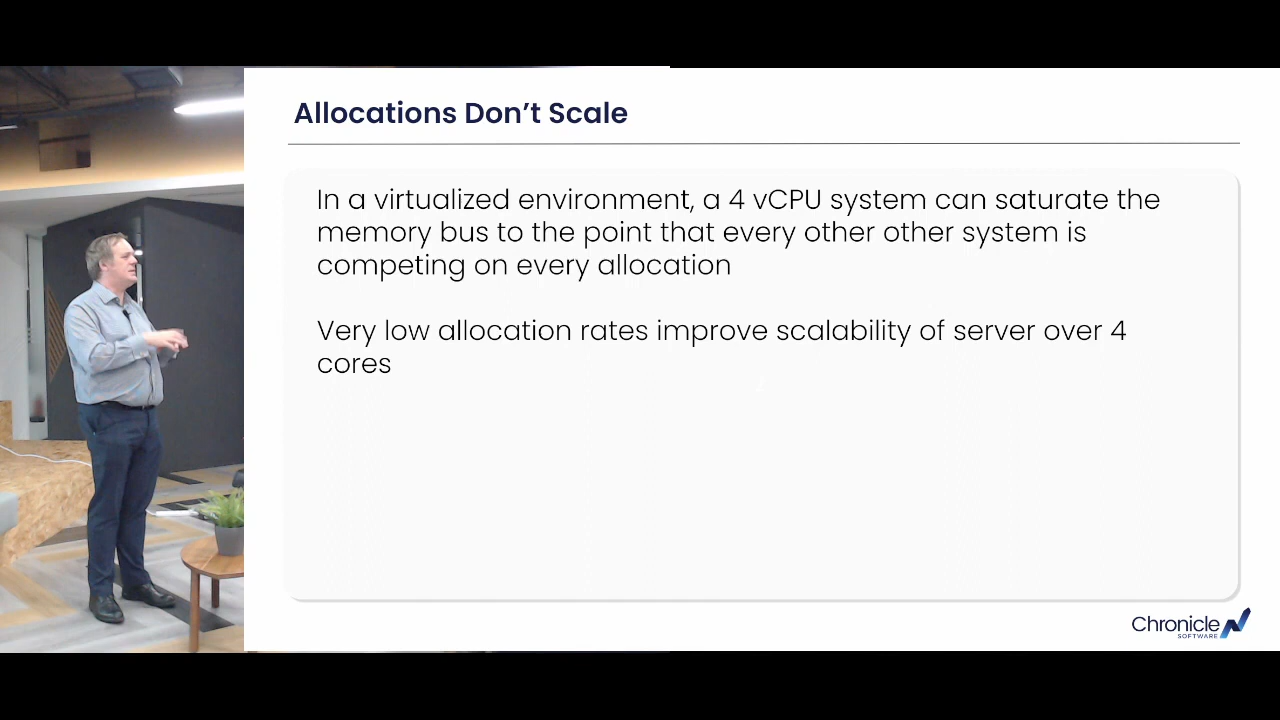 Allocations Don’t Scale
In a virtualized environment, a 4 vCPU system can saturate the
memory bus to the point that every other other system is
competing on every allocation
Very low allocation rates improve scalability of server over 4
cores
Chronicle
SOFTWARE